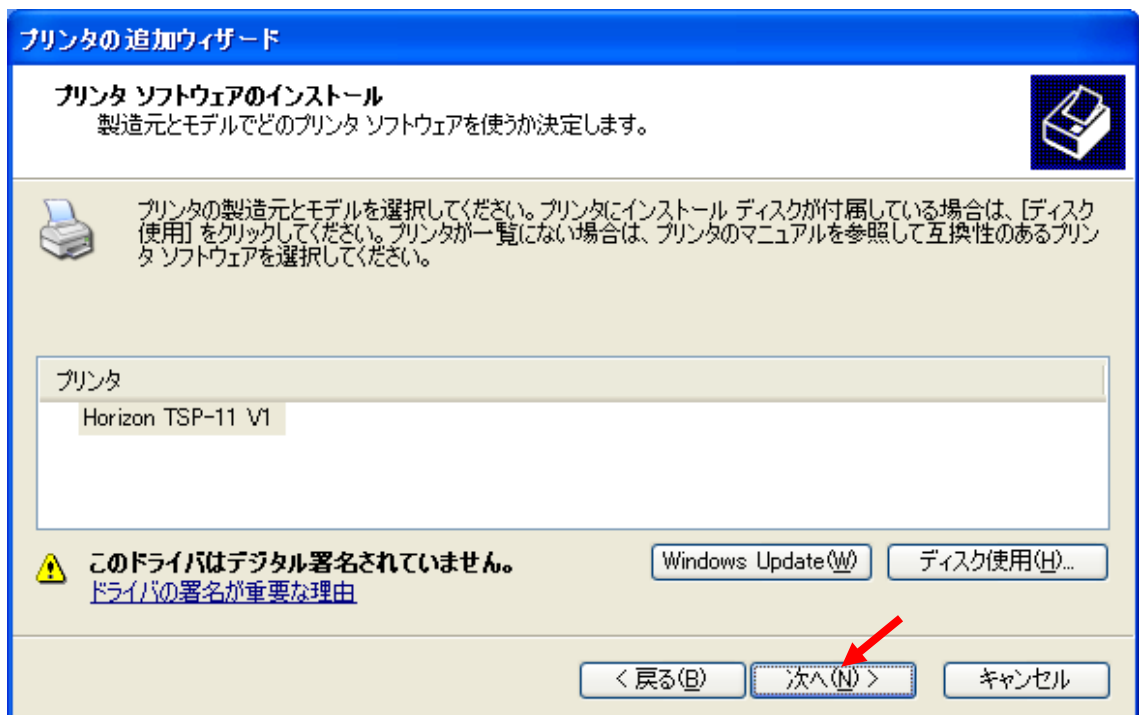 プリンタの追加ウィザード
プリンタ ソフトウェアのインストール
製造元とモデルでどのプリンタ ソフトウェアを使うか決定します。
プリンタの製造元とモデルを選択してください。プリンタにインストール ディスクが付属している場合は、[ディスク
使用] をクリックしてください。プリンタが一覧にない場合は、プリンタのマニュアルを参照して互換性のあるプリン
タ ソフトウェアを選択してください。
プリンタ
Horizon TSP-11 V1
このドライバはデジタル署名されていません。
ドライバの署名が重要な理由
Windows Update(W)
ディスク使用(H)...
< 戻る(B)
次へ(N) >
キャンセル